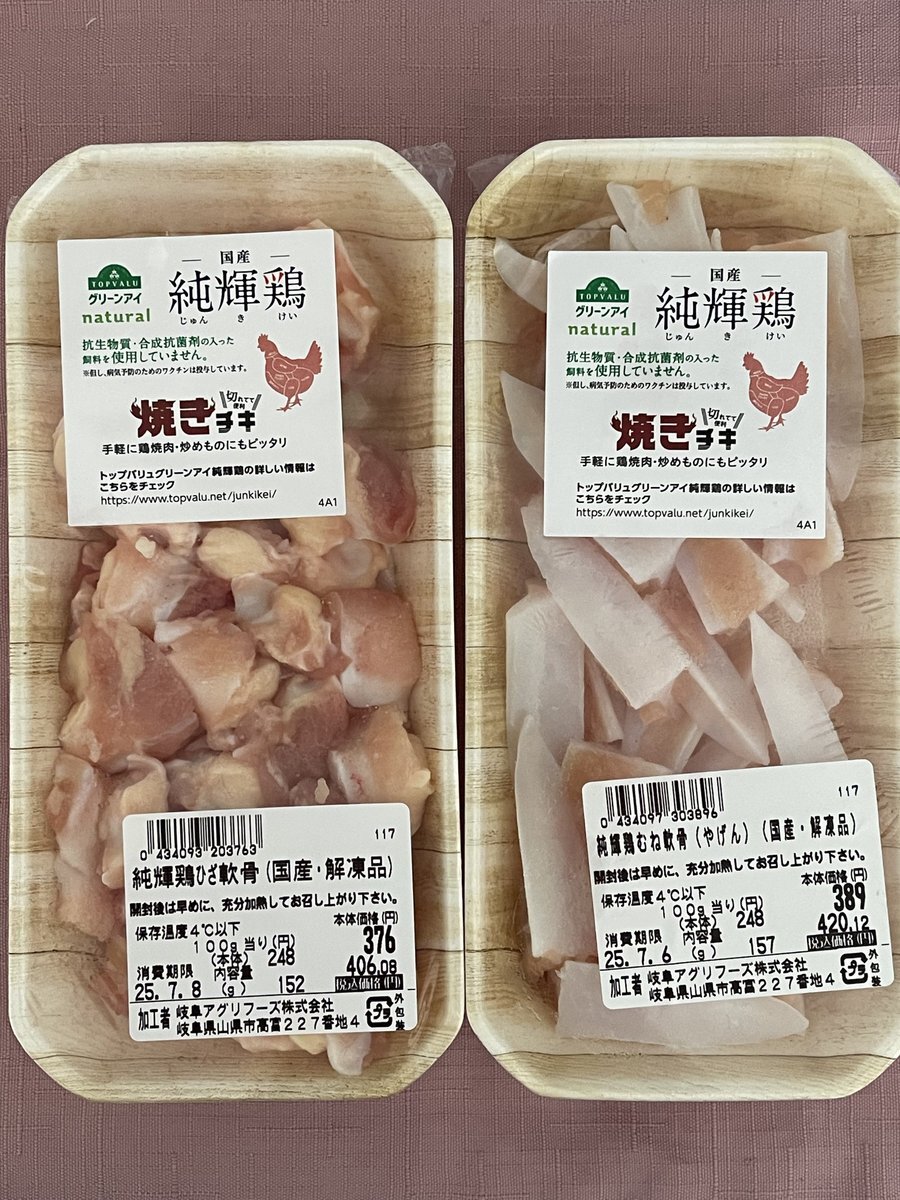 TOPVALU
グリーンアイ
natural
国産
純輝鶏
じゅん き けい
抗生物質・合成抗菌剤の入った
飼料を使用していません。
※但し、病気予防のためのワクチンは投与しています。
焼きチキ
切れてて
便利
手軽に鶏焼肉・炒めものにもピッタリ
トップバリュグリーンアイ純輝鶏の詳しい情報は
こちらをチェック
https://www.topvalu.net/junkikei/
4A1
117
0 434093 203763
純輝鶏ひざ軟骨(国産・解凍品)
開封後は早めに、充分加熱してお召し上がり下さい。
保存温度4℃以下
本体価格(円)
100g当り(円)
(本体) 248
376
406.08
税込価格(円)
消費期限
内容量
25.7.8
(g) 152
加工者 岐阜アグリフーズ株式会社
岐阜県山県市高富227番地4
プラ
外包装
TOPVALU
グリーンアイ
natural
国産
純輝鶏
じゅん き けい
抗生物質・合成抗菌剤の入った
飼料を使用していません。
※但し、病気予防のためのワクチンは投与しています。
焼きチキ
切れてて
便利
手軽に鶏焼肉・炒めものにもピッタリ
トップバリュグリーンアイ純輝鶏の詳しい情報は
こちらをチェック
https://www.topvalu.net/junkikei/
4A1
117
0 434097 303896
純輝鶏むね軟骨(やげん)(国産・解凍品)
開封後は早めに、充分加熱してお召し上がり下さい。
保存温度4℃以下
本体価格(円)
100g当り(円)
(本体) 248
389
420.12
税込価格(円)
消費期限
内容量
25.7.6
(g) 157
加工者 岐阜アグリフーズ株式会社
岐阜県山県市高富227番地4
プラ
外包装